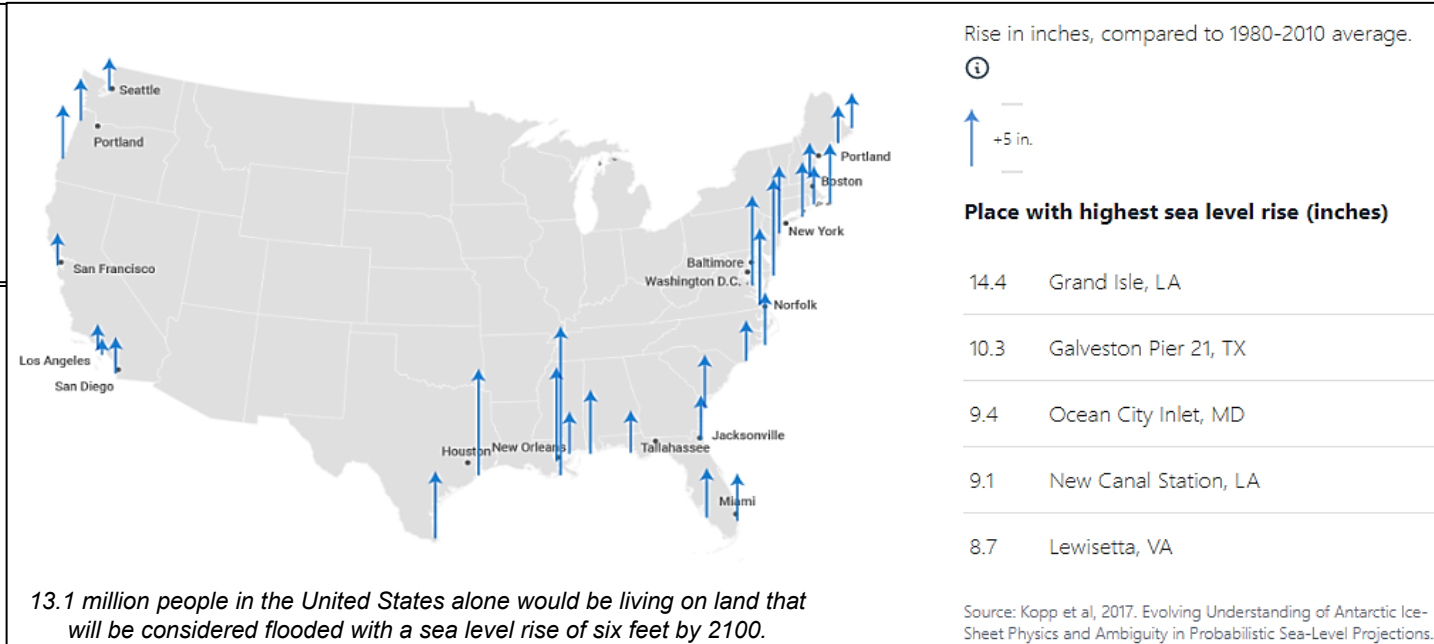 Seattle
Portland
San Francisco
Los Angeles
San Diego
Portland
Boston
New York
Baltimore
Washington D.C.
Norfolk
Houston
New Orleans
Tallahassee
Jacksonville
Miami
13.1 million people in the United States alone would be living on land that
will be considered flooded with a sea level rise of six feet by 2100.
Rise in inches, compared to 1980-2010 average.
i
+5 in.
Place with highest sea level rise (inches)
14.4 Grand Isle, LA
10.3 Galveston Pier 21, TX
9.4 Ocean City Inlet, MD
9.1 New Canal Station, LA
8.7 Lewisetta, VA
Source: Kopp et al, 2017. Evolving Understanding of Antarctic Ice-
Sheet Physics and Ambiguity in Probabilistic Sea-Level Projections.